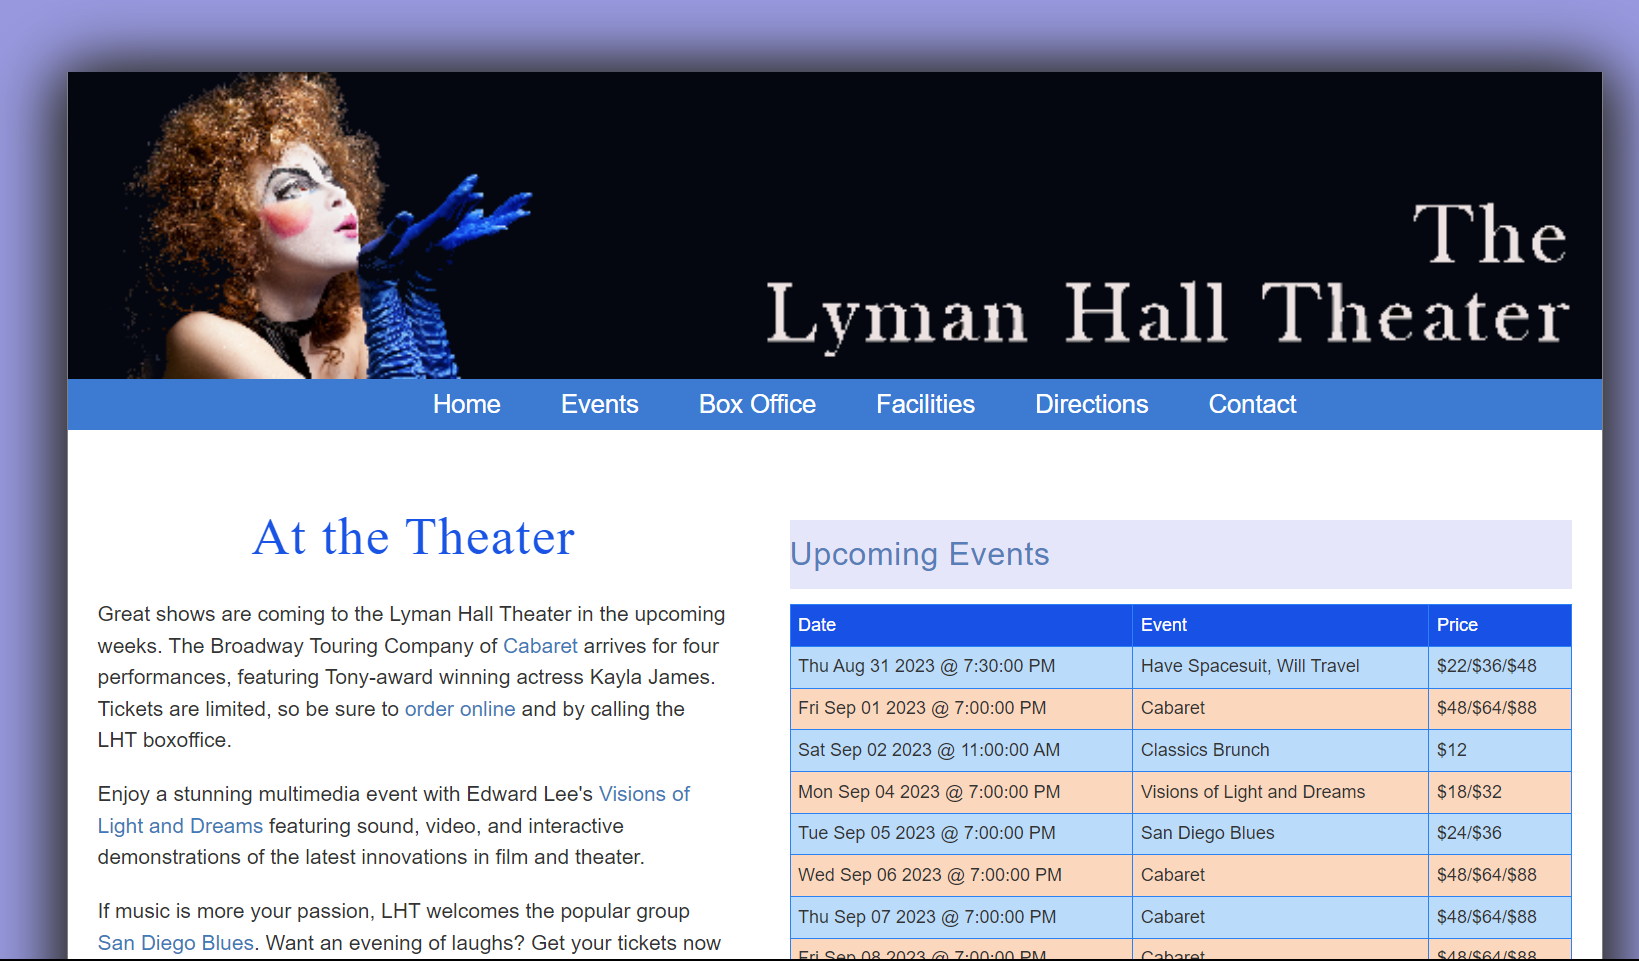 The
Lyman Hall Theater
Home Events Box Office Facilities Directions Contact
At the Theater
Great shows are coming to the Lyman Hall Theater in the upcoming
weeks. The Broadway Touring Company of Cabaret arrives for four
performances, featuring Tony-award winning actress Kayla James.
Tickets are limited, so be sure to order online and by calling the
LHT boxoffice.
Enjoy a stunning multimedia event with Edward Lee's Visions of
Light and Dreams featuring sound, video, and interactive
demonstrations of the latest innovations in film and theater.
If music is more your passion, LHT welcomes the popular group
San Diego Blues. Want an evening of laughs? Get your tickets now
Upcoming Events
Date Event Price
Thu Aug 31 2023 @ 7:30:00 PM Have Spacesuit, Will Travel $22/$36/$48
Fri Sep 01 2023 @ 7:00:00 PM Cabaret $48/$64/$88
Sat Sep 02 2023 @ 11:00:00 AM Classics Brunch $12
Mon Sep 04 2023 @ 7:00:00 PM Visions of Light and Dreams $18/$32
Tue Sep 05 2023 @ 7:00:00 PM San Diego Blues $24/$36
Wed Sep 06 2023 @ 7:00:00 PM Cabaret $48/$64/$88
Thu Sep 07 2023 @ 7:00:00 PM Cabaret $48/$64/$88
Fri Sep 08 2023 @ 7:00:00 PM Cabaret $48/$64/$88